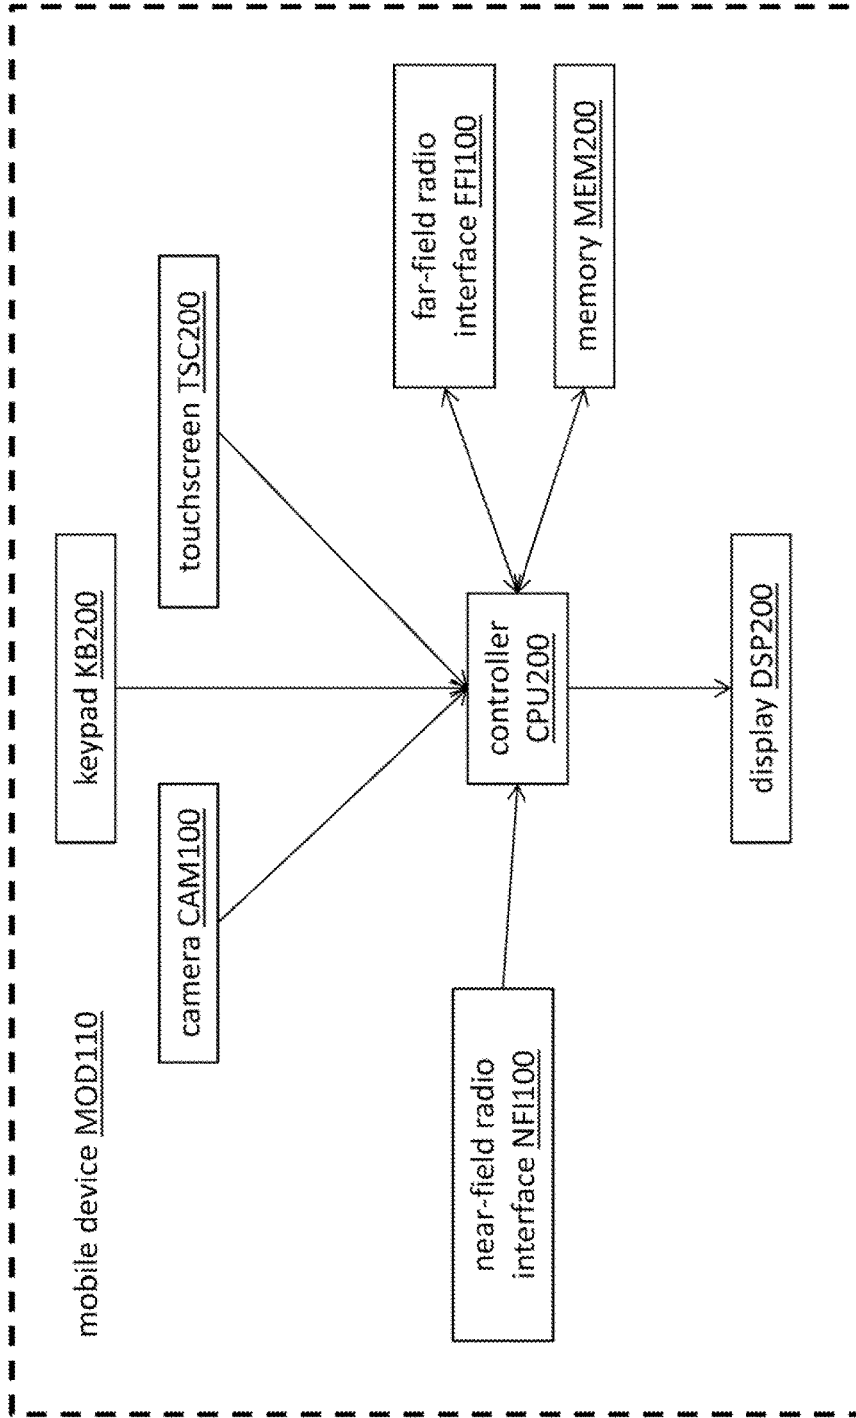 mobile device MOD110
keypad KB200
camera CAM100
touchscreen TSC200
near-field radio
interface NFI100
controller
CPU200
far-field radio
interface FFI100
memory MEM200
display DSP200